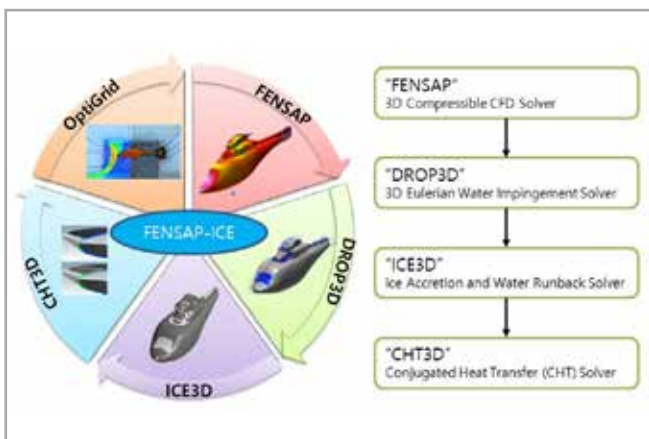 OptiGrid
FENSAP
DROP3D
ICE3D
CHT3D
FENSAP-ICE
"FENSAP"
3D Compressible CFD Solver
"DROP3D"
3D Eulerian Water Impingement Solver
"ICE3D"
Ice Accretion and Water Runback Solver
"CHT3D"
Conjugated Heat Transfer (CHT) Solver